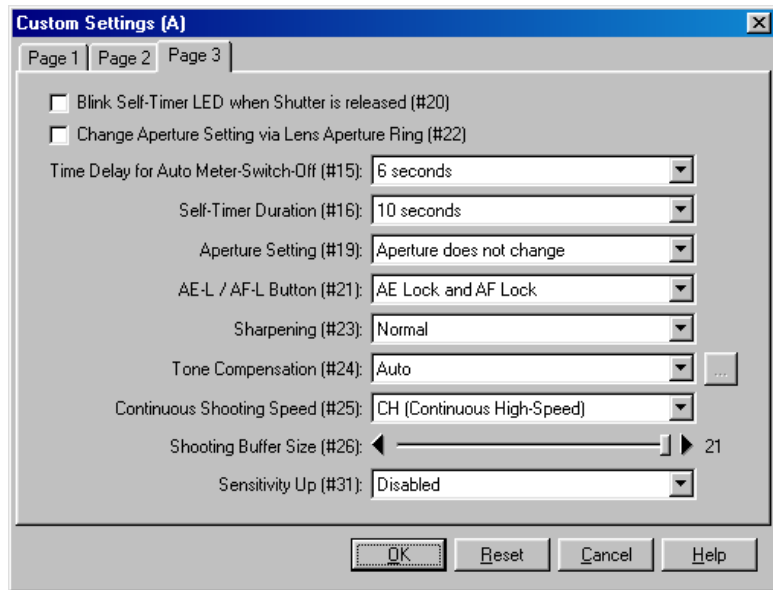 Custom Settings (A)
Page 1 Page 2 Page 3
Blink Self-Timer LED when Shutter is released (#20)
Change Aperture Setting via Lens Aperture Ring (#22)
Time Delay for Auto Meter-Switch-Off (#15): 6 seconds
Self-Timer Duration (#16): 10 seconds
Aperture Setting (#19): Aperture does not change
AE-L / AF-L Button (#21): AE Lock and AF Lock
Sharpening (#23): Normal
Tone Compensation (#24): Auto ...
Continuous Shooting Speed (#25): CH (Continuous High-Speed)
Shooting Buffer Size (#26): 21
Sensitivity Up (#31): Disabled
OK Reset Cancel Help